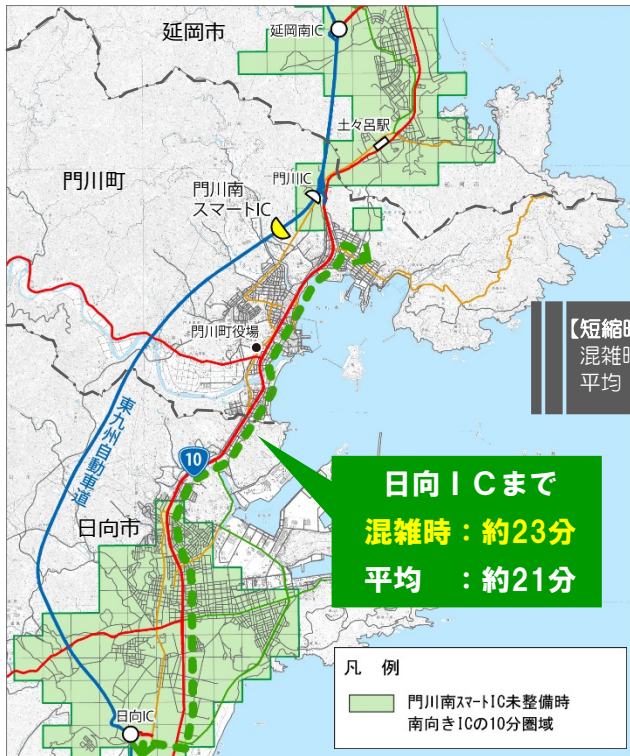 延岡市
延岡南IC
土々呂駅
門川町
門川IC
門川南
スマートIC
【短縮時
混雑時
平均
門川町役場
東九州自動車道
10
日向ICまで
混雑時：約23分
平均　：約21分
日向市
凡　例
門川南スマートIC未整備時
南向きICの10分圏域
日向IC